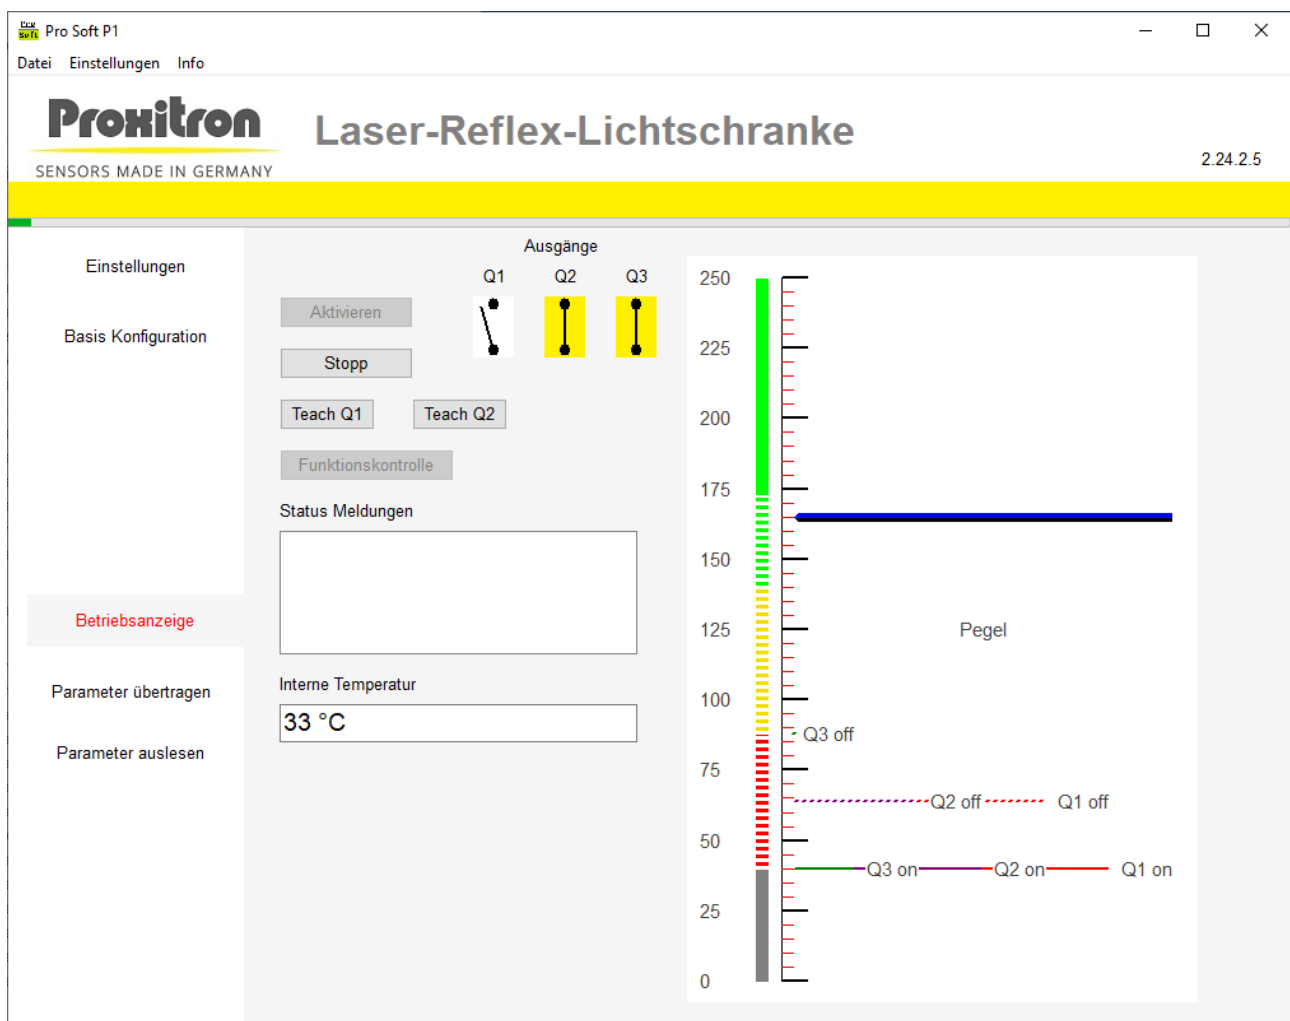 Pro Soft
Pro Soft P1
Datei Einstellungen Info
Proxitron
SENSORS MADE IN GERMANY
Laser-Reflex-Lichtschranke
2.24.2.5
Einstellungen
Basis Konfiguration
Betriebsanzeige
Parameter übertragen
Parameter auslesen
Ausgänge
Q1 Q2 Q3
Aktivieren
Stopp
Teach Q1 Teach Q2
Funktionskontrolle
Status Meldungen
Interne Temperatur
33 °C
250
225
200
175
150
125
100
75
50
25
0
Pegel
Q3 off
Q2 off Q1 off
Q3 on Q2 on Q1 on